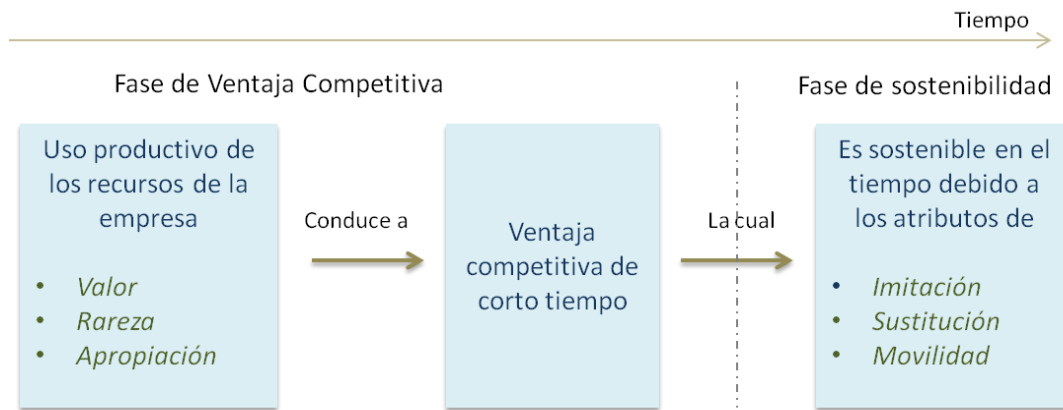 Tiempo
Fase de Ventaja Competitiva
Fase de sostenibilidad
Uso productivo de
los recursos de la
empresa
• Valor
• Rareza
• Apropiación
Conduce a
Ventaja
competitiva de
corto tiempo
La cual
Es sostenible en el
tiempo debido a
los atributos de
• Imitación
• Sustitución
• Movilidad